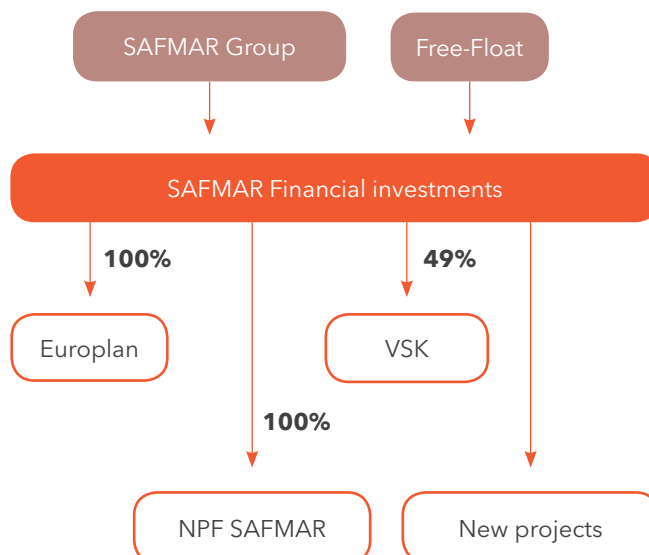 SAFMAR Group
Free-Float
SAFMAR Financial investments
100%
49%
Europlan
VSK
100%
NPF SAFMAR
New projects